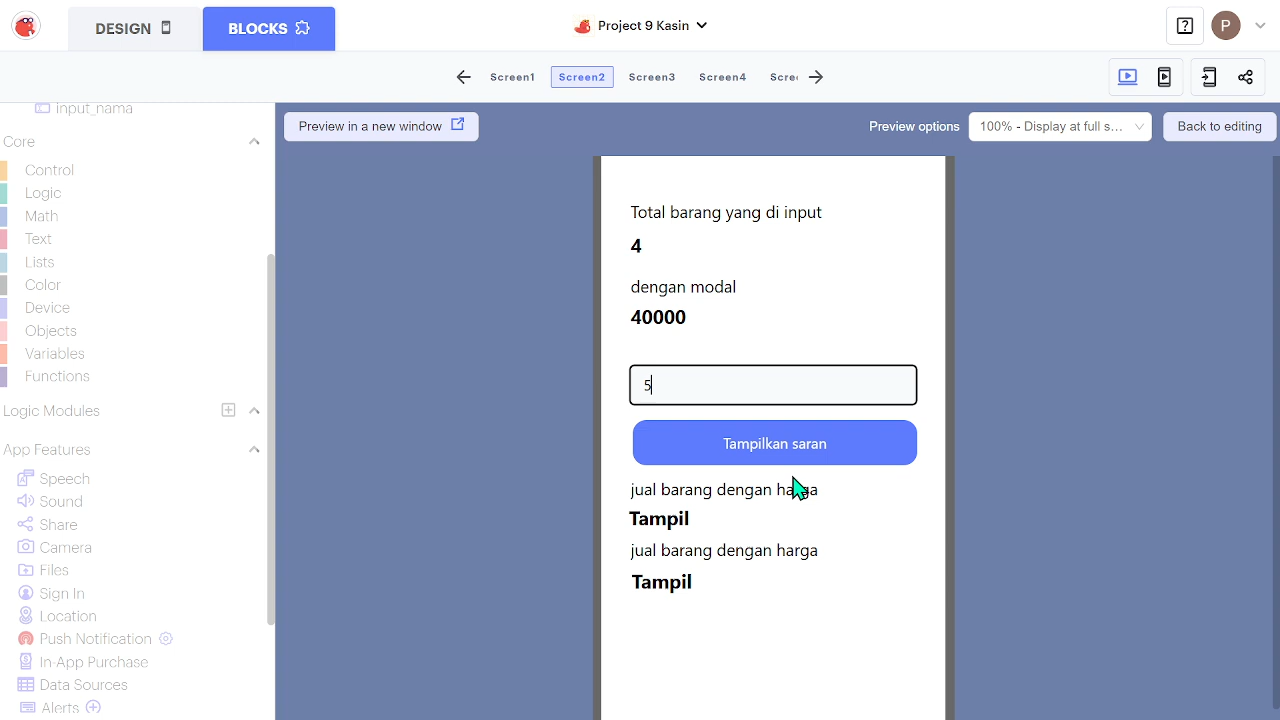 DESIGN
BLOCKS
Project 9 Kasin
P
Screen1
Screen2
Screen3
Screen4
Scre
input_nama
Preview in a new window
Preview options
100% - Display at full s...
Back to editing
Core
Control
Logic
Math
Text
Lists
Color
Device
Objects
Variables
Functions
Logic Modules
App Features
Speech
Sound
Share
Camera
Files
Sign In
Location
Push Notification
In-App Purchase
Data Sources
Alerts
Total barang yang di input
4
dengan modal
40000
5
Tampilkan saran
jual barang dengan harga
Tampil
jual barang dengan harga
Tampil